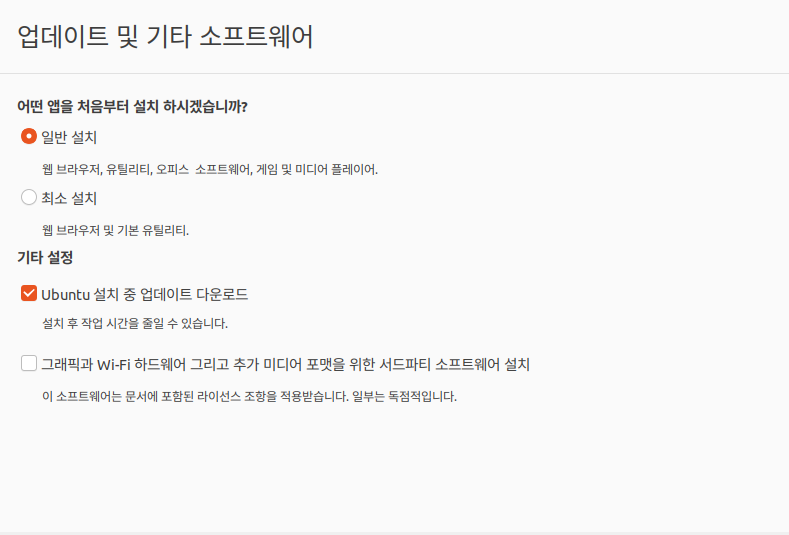 업데이트 및 기타 소프트웨어
어떤 앱을 처음부터 설치 하시겠습니까?
일반 설치
웹 브라우저, 유틸리티, 오피스 소프트웨어, 게임 및 미디어 플레이어.
최소 설치
웹 브라우저 및 기본 유틸리티.
기타 설정
Ubuntu 설치 중 업데이트 다운로드
설치 후 작업 시간을 줄일 수 있습니다.
그래픽과 Wi-Fi 하드웨어 그리고 추가 미디어 포맷을 위한 서드파티 소프트웨어 설치
이 소프트웨어는 문서에 포함된 라이선스 조항을 적용받습니다. 일부는 독점적입니다.